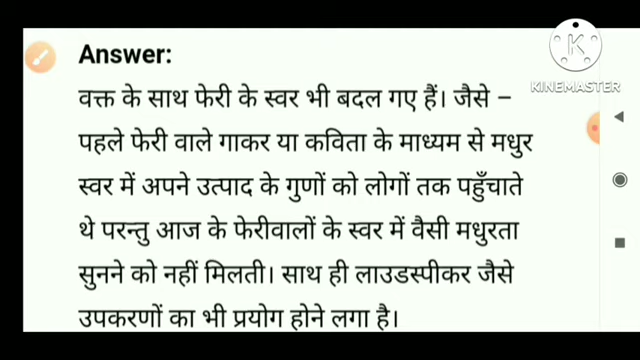 Answer:
वक्त के साथ फेरी के स्वर भी बदल गए हैं। जैसे –
पहले फेरी वाले गाकर या कविता के माध्यम से मधुर
स्वर में अपने उत्पाद के गुणों को लोगों तक पहुँचाते
थे परन्तु आज के फेरीवालों के स्वर में वैसी मधुरता
सुनने को नहीं मिलती। साथ ही लाउडस्पीकर जैसे
उपकरणों का भी प्रयोग होने लगा है।
K
KINEMASTER